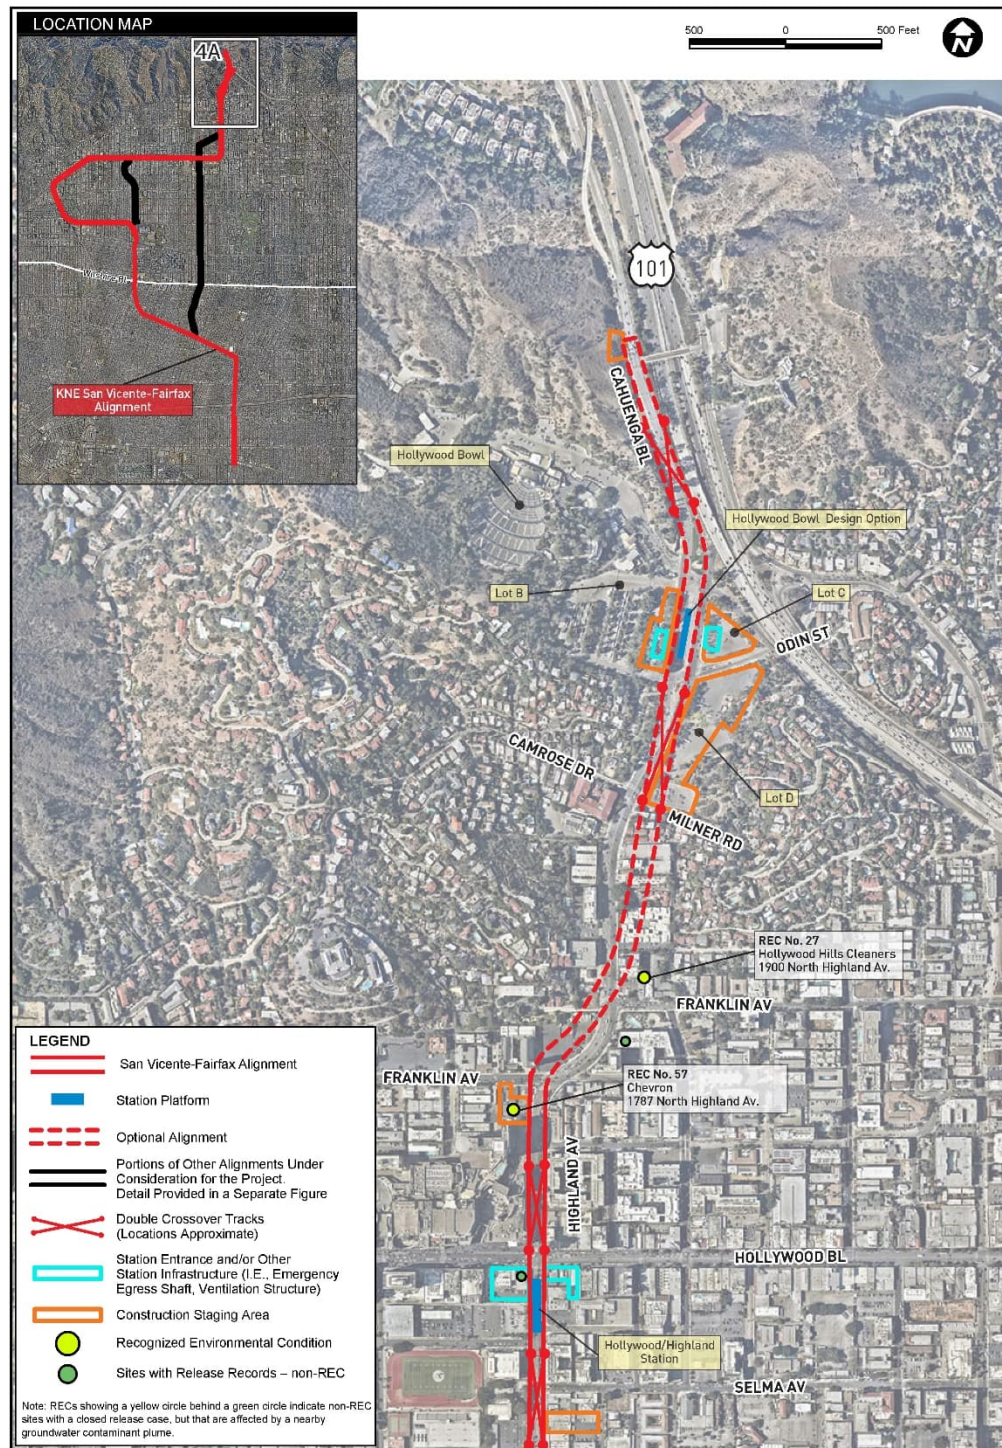 LOCATION MAP
4A
Wilshire Bl
KNE San Vicente-Fairfax
Alignment
500 0 500 Feet
N
101
CAHUENGA BL
Hollywood Bowl
Hollywood Bowl Design Option
Lot B
Lot C
ODIN ST
CAMROSE DR
Lot D
MILNER RD
REC No. 27
Hollywood Hills Cleaners
1900 North Highland Av.
FRANKLIN AV
FRANKLIN AV
REC No. 57
Chevron
1787 North Highland Av.
HIGHLAND AV
HOLLYWOOD BL
Hollywood/Highland
Station
SELMA AV
LEGEND
San Vicente-Fairfax Alignment
Station Platform
Optional Alignment
Portions of Other Alignments Under
Consideration for the Project.
Detail Provided in a Separate Figure
Double Crossover Tracks
(Locations Approximate)
Station Entrance and/or Other
Station Infrastructure (I.E., Emergency
Egress Shaft, Ventilation Structure)
Construction Staging Area
Recognized Environmental Condition
Sites with Release Records – non-REC
Note: RECs showing a yellow circle behind a green circle indicate non-REC
sites with a closed release case, but that are affected by a nearby
groundwater contaminant plume.